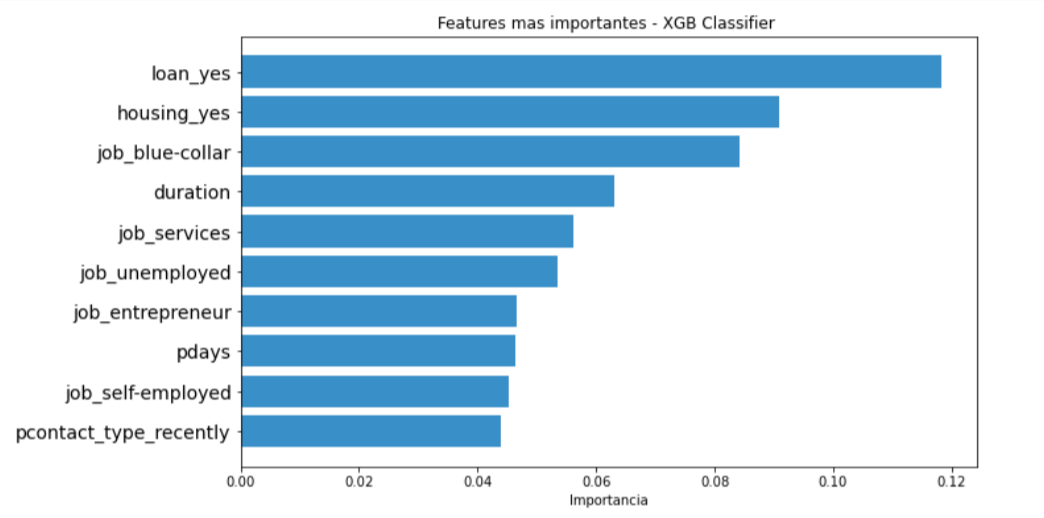 Features mas importantes - XGB Classifier
loan_yes
housing_yes
job_blue-collar
duration
job_services
job_unemployed
job_entrepreneur
pdays
job_self-employed
pcontact_type_recently
0.00 0.02 0.04 0.06 0.08 0.10 0.12
Importancia